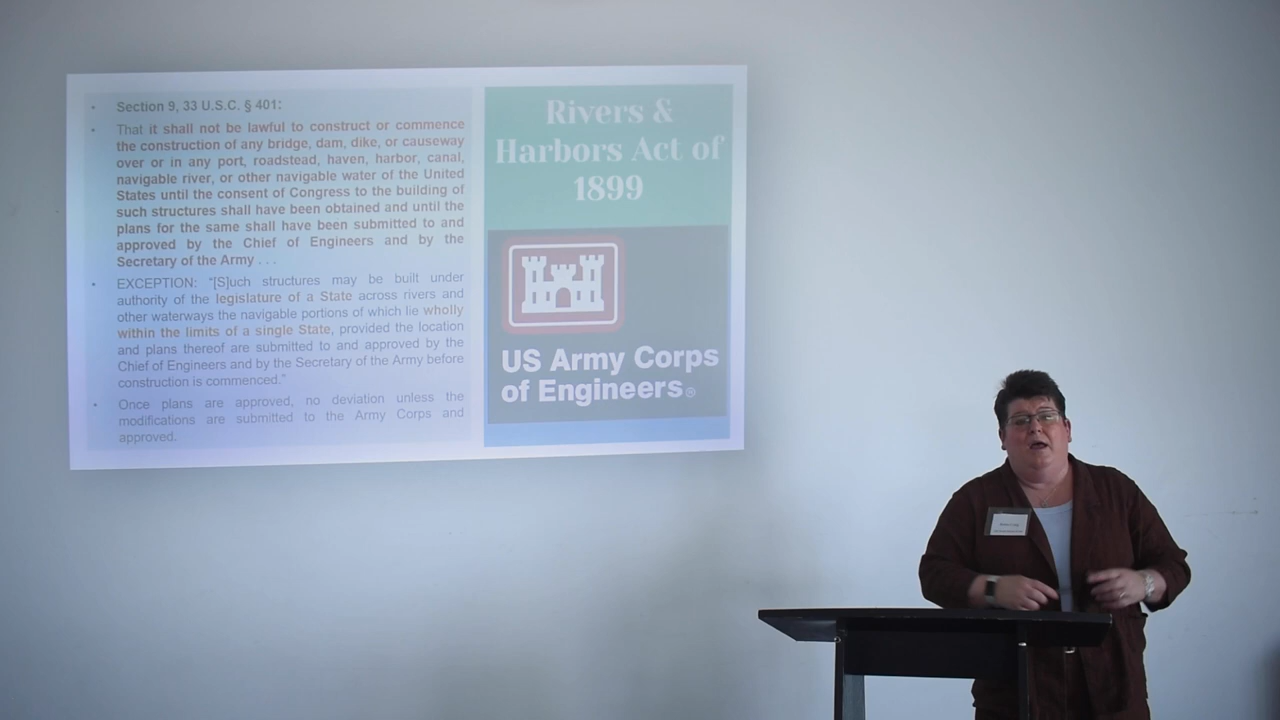 • Section 9, 33 U.S.C. § 401:
• That it shall not be lawful to construct or commence
the construction of any bridge, dam, dike, or causeway
over or in any port, roadstead, haven, harbor, canal,
navigable river, or other navigable water of the United
States until the consent of Congress to the building of
such structures shall have been obtained and until the
plans for the same shall have been submitted to and
approved by the Chief of Engineers and by the
Secretary of the Army . . .
• EXCEPTION: “[S]uch structures may be built under
authority of the legislature of a State across rivers and
other waterways the navigable portions of which lie wholly
within the limits of a single State, provided the location
and plans thereof are submitted to and approved by the
Chief of Engineers and by the Secretary of the Army before
construction is commenced.”
• Once plans are approved, no deviation unless the
modifications are submitted to the Army Corps and
approved.
Rivers &
Harbors Act of
1899
US Army Corps
of Engineers®